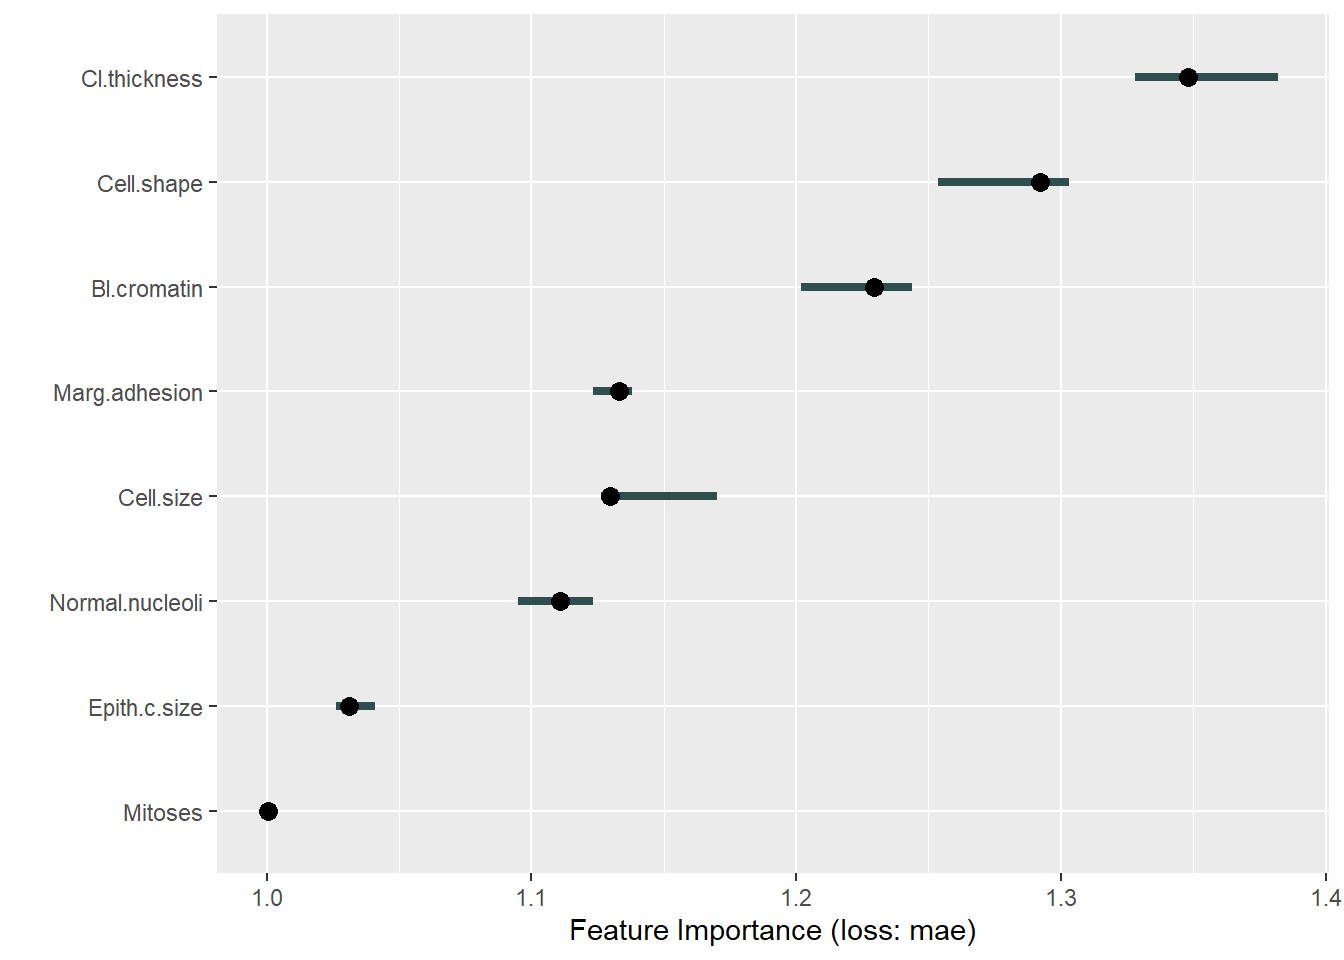 Cl.thickness
Cell.shape
Bl.cromatin
Marg.adhesion
Cell.size
Normal.nucleoli
Epith.c.size
Mitoses
1.0 1.1 1.2 1.3 1.4
Feature Importance (loss: mae)